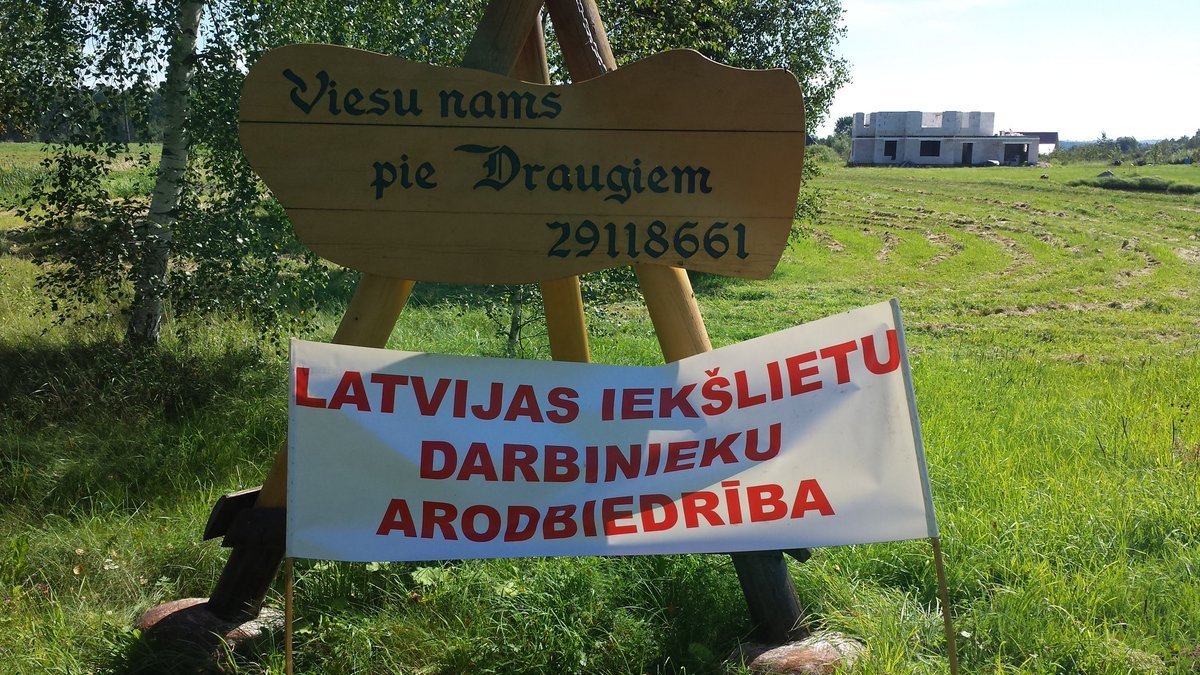 Viesu nams
pie Draugiem
29118661
LATVIJAS IEKŠLIETU
DARBINIEKU
ARODBIEDRĪBA